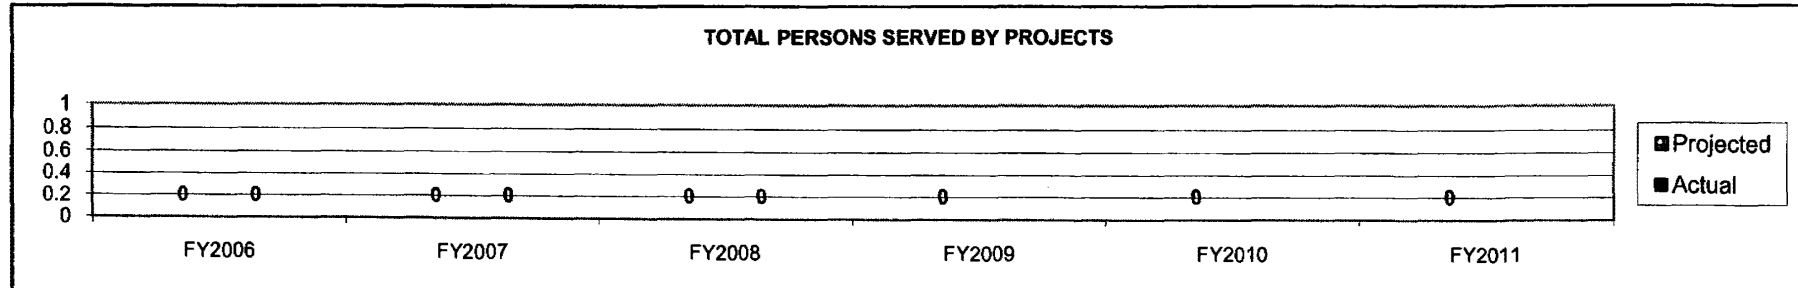 TOTAL PERSONS SERVED BY PROJECTS
1
0.8
0.6
0.4
0.2
0
0 0 0 0 0 0 0 0 0
FY2006 FY2007 FY2008 FY2009 FY2010 FY2011
Projected
Actual